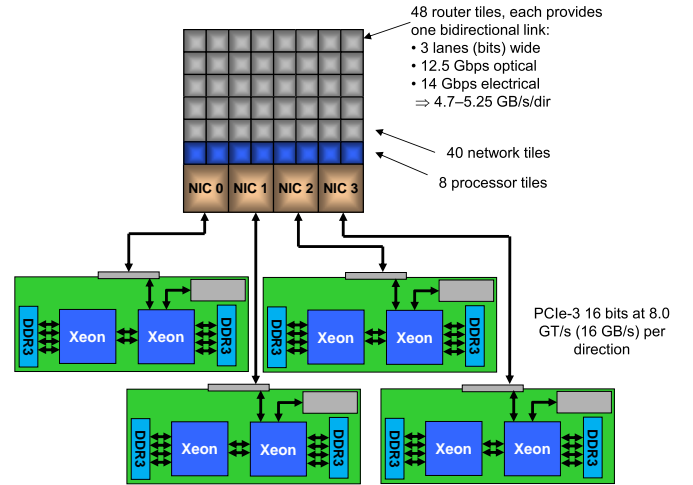 48 router tiles, each provides
one bidirectional link:
• 3 lanes (bits) wide
• 12.5 Gbps optical
• 14 Gbps electrical
⇒ 4.7–5.25 GB/s/dir
40 network tiles
8 processor tiles
NIC 0
NIC 1
NIC 2
NIC 3
DDR3
Xeon
Xeon
DDR3
DDR3
Xeon
Xeon
DDR3
PCIe-3 16 bits at 8.0
GT/s (16 GB/s) per
direction
DDR3
Xeon
Xeon
DDR3
DDR3
Xeon
Xeon
DDR3